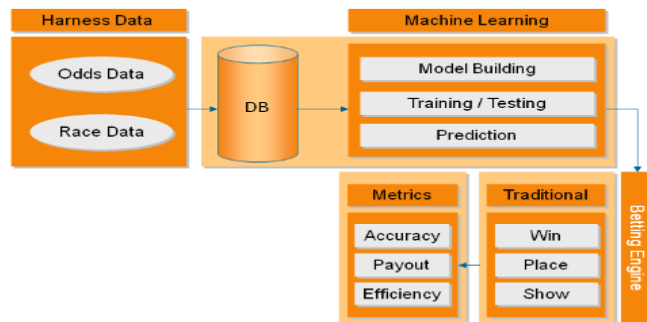 Harness Data
Odds Data
Race Data
DB
Machine Learning
Model Building
Training / Testing
Prediction
Metrics
Accuracy
Payout
Efficiency
Traditional
Win
Place
Show
Betting Engine